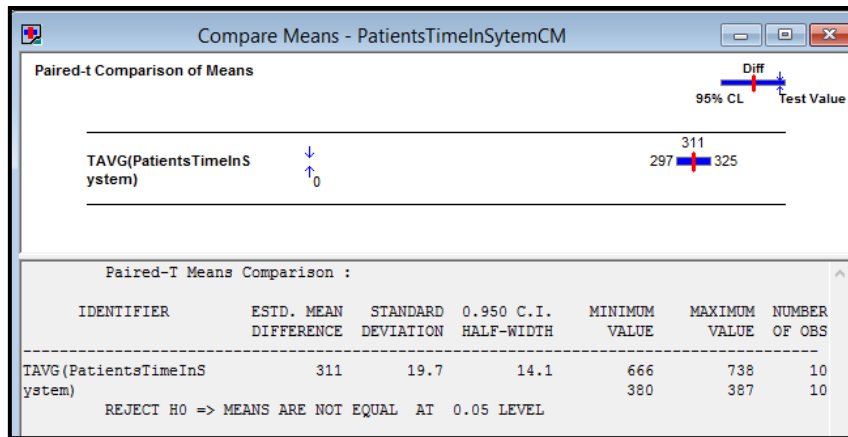 Compare Means - PatientsTimeInSytemCM
Paired-t Comparison of Means
Diff
95% CL Test Value
TAVG(PatientsTimeInS
ystem)
0
311
297 325
Paired-T Means Comparison :
IDENTIFIER ESTD. MEAN STANDARD 0.950 C.I. MINIMUM MAXIMUM NUMBER
DIFFERENCE DEVIATION HALF-WIDTH VALUE VALUE OF OBS
TAVG(PatientsTimeInS 311 19.7 14.1 666 738 10
ystem) 380 387 10
REJECT H0 => MEANS ARE NOT EQUAL AT 0.05 LEVEL